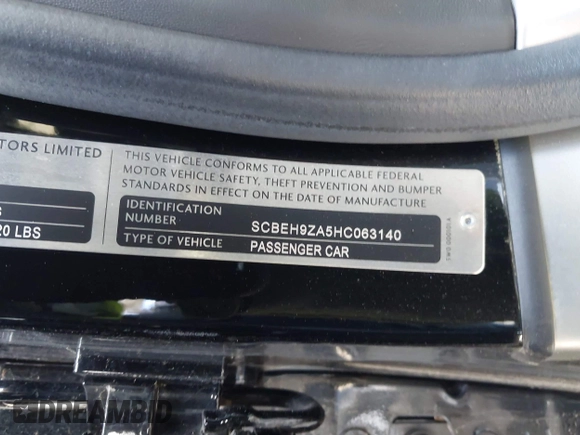 TORS LIMITED
20 LBS
THIS VEHICLE CONFORMS TO ALL APPLICABLE FEDERAL
MOTOR VEHICLE SAFETY, THEFT PREVENTION AND BUMPER
STANDARDS IN EFFECT ON THE DATE OF MANUFACTURE
IDENTIFICATION
NUMBER
SCBEH9ZA5HC063140
TYPE OF VEHICLE
PASSENGER CAR
DREAMBID